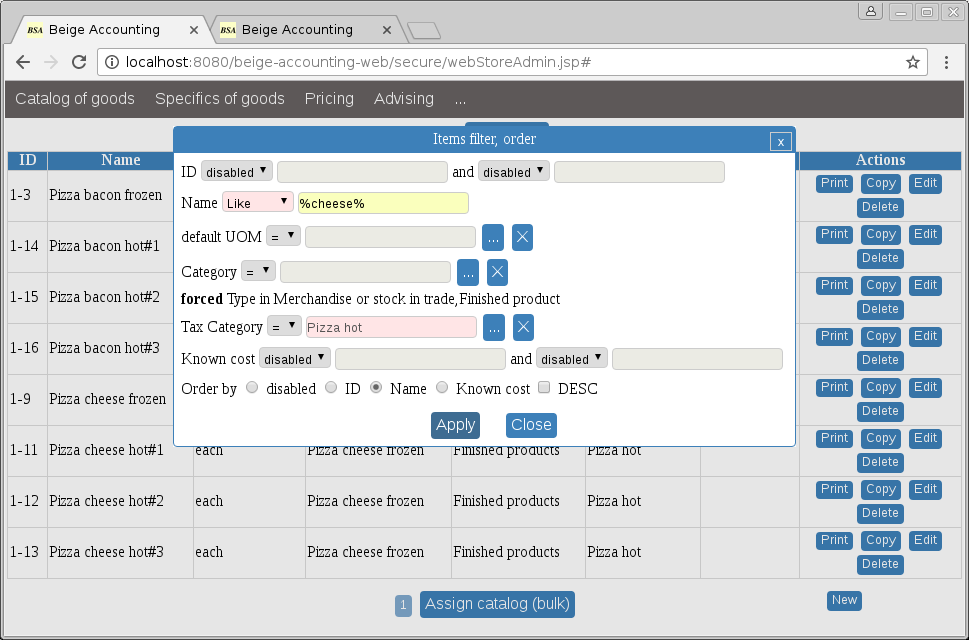 BSA Beige Accounting
BSA Beige Accounting
localhost:8080/beige-accounting-web/secure/webStoreAdmin.jsp#
Catalog of goods Specifics of goods Pricing Advising ...
Items filter, order x
ID disabled and disabled
Name Like %cheese%
default UOM = ... X
Category = ... X
forced Type in Merchandise or stock in trade,Finished product
Tax Category = Pizza hot ... X
Known cost disabled and disabled
Order by disabled ID Name Known cost DESC
Apply Close
ID Name Actions
1-3 Pizza bacon frozen Print Copy Edit
Delete
1-14 Pizza bacon hot#1 Print Copy Edit
Delete
1-15 Pizza bacon hot#2 Print Copy Edit
Delete
1-16 Pizza bacon hot#3 Print Copy Edit
Delete
1-9 Pizza cheese frozen Print Copy Edit
Delete
1-11 Pizza cheese hot#1 each Pizza cheese frozen Finished products Pizza hot Print Copy Edit
Delete
1-12 Pizza cheese hot#2 each Pizza cheese frozen Finished products Pizza hot Print Copy Edit
Delete
1-13 Pizza cheese hot#3 each Pizza cheese frozen Finished products Pizza hot Print Copy Edit
Delete
1 Assign catalog (bulk) New